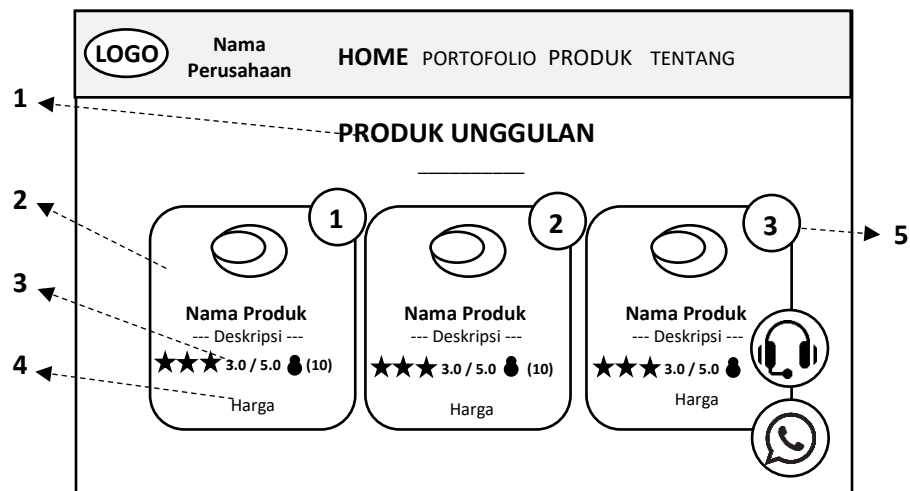 LOGO
Nama
Perusahaan
HOME PORTOFOLIO PRODUK TENTANG
1
PRODUK UNGGULAN
2
3
4
5
1
Nama Produk
--- Deskripsi ---
3.0 / 5.0 (10)
Harga
2
Nama Produk
--- Deskripsi ---
3.0 / 5.0 (10)
Harga
3
Nama Produk
--- Deskripsi ---
3.0 / 5.0
Harga